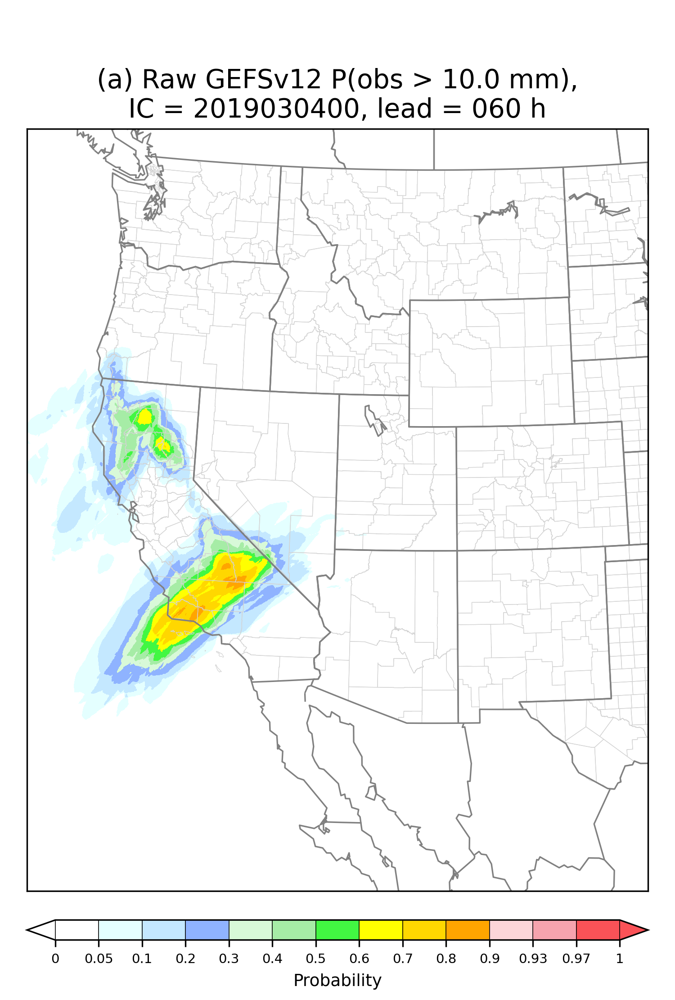 (a) Raw GEFSv12 P(obs > 10.0 mm),
IC = 2019030400, lead = 060 h
0 0.05 0.1 0.2 0.3 0.4 0.5 0.6 0.7 0.8 0.9 0.93 0.97 1
Probability